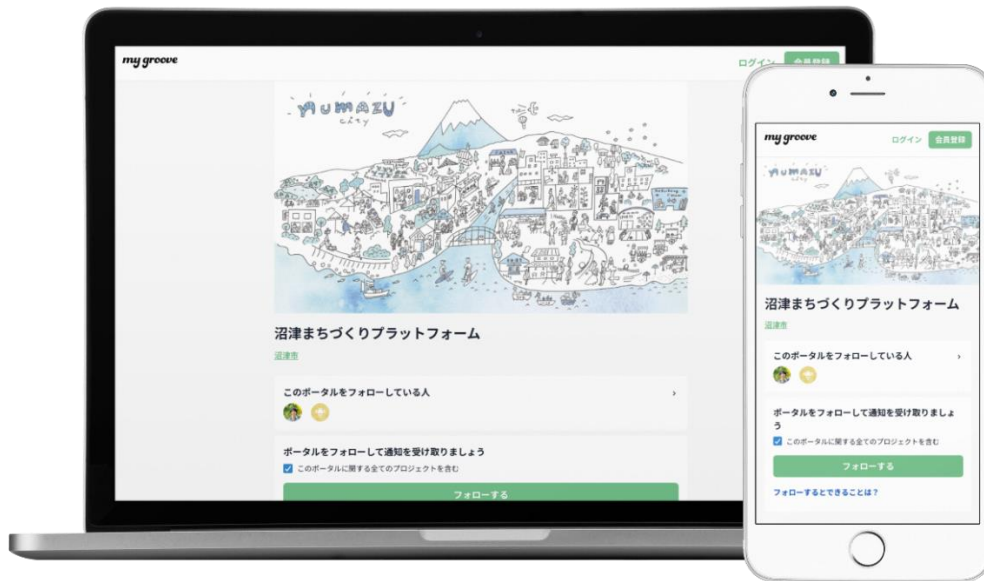 my groove
ログイン
会員登録
NUMAZU
city
沼津まちづくりプラットフォーム
沼津市
このポータルをフォローしている人
ポータルをフォローして通知を受け取りましょう
このポータルに関する全てのプロジェクトを含む
フォローする
my groove
ログイン
会員登録
NUMAZU
city
沼津まちづくりプラットフォーム
沼津市
このポータルをフォローしている人
ポータルをフォローして通知を受け取りましょ
う
このポータルに関する全てのプロジェクトを含む
フォローする
フォローするとできることは？